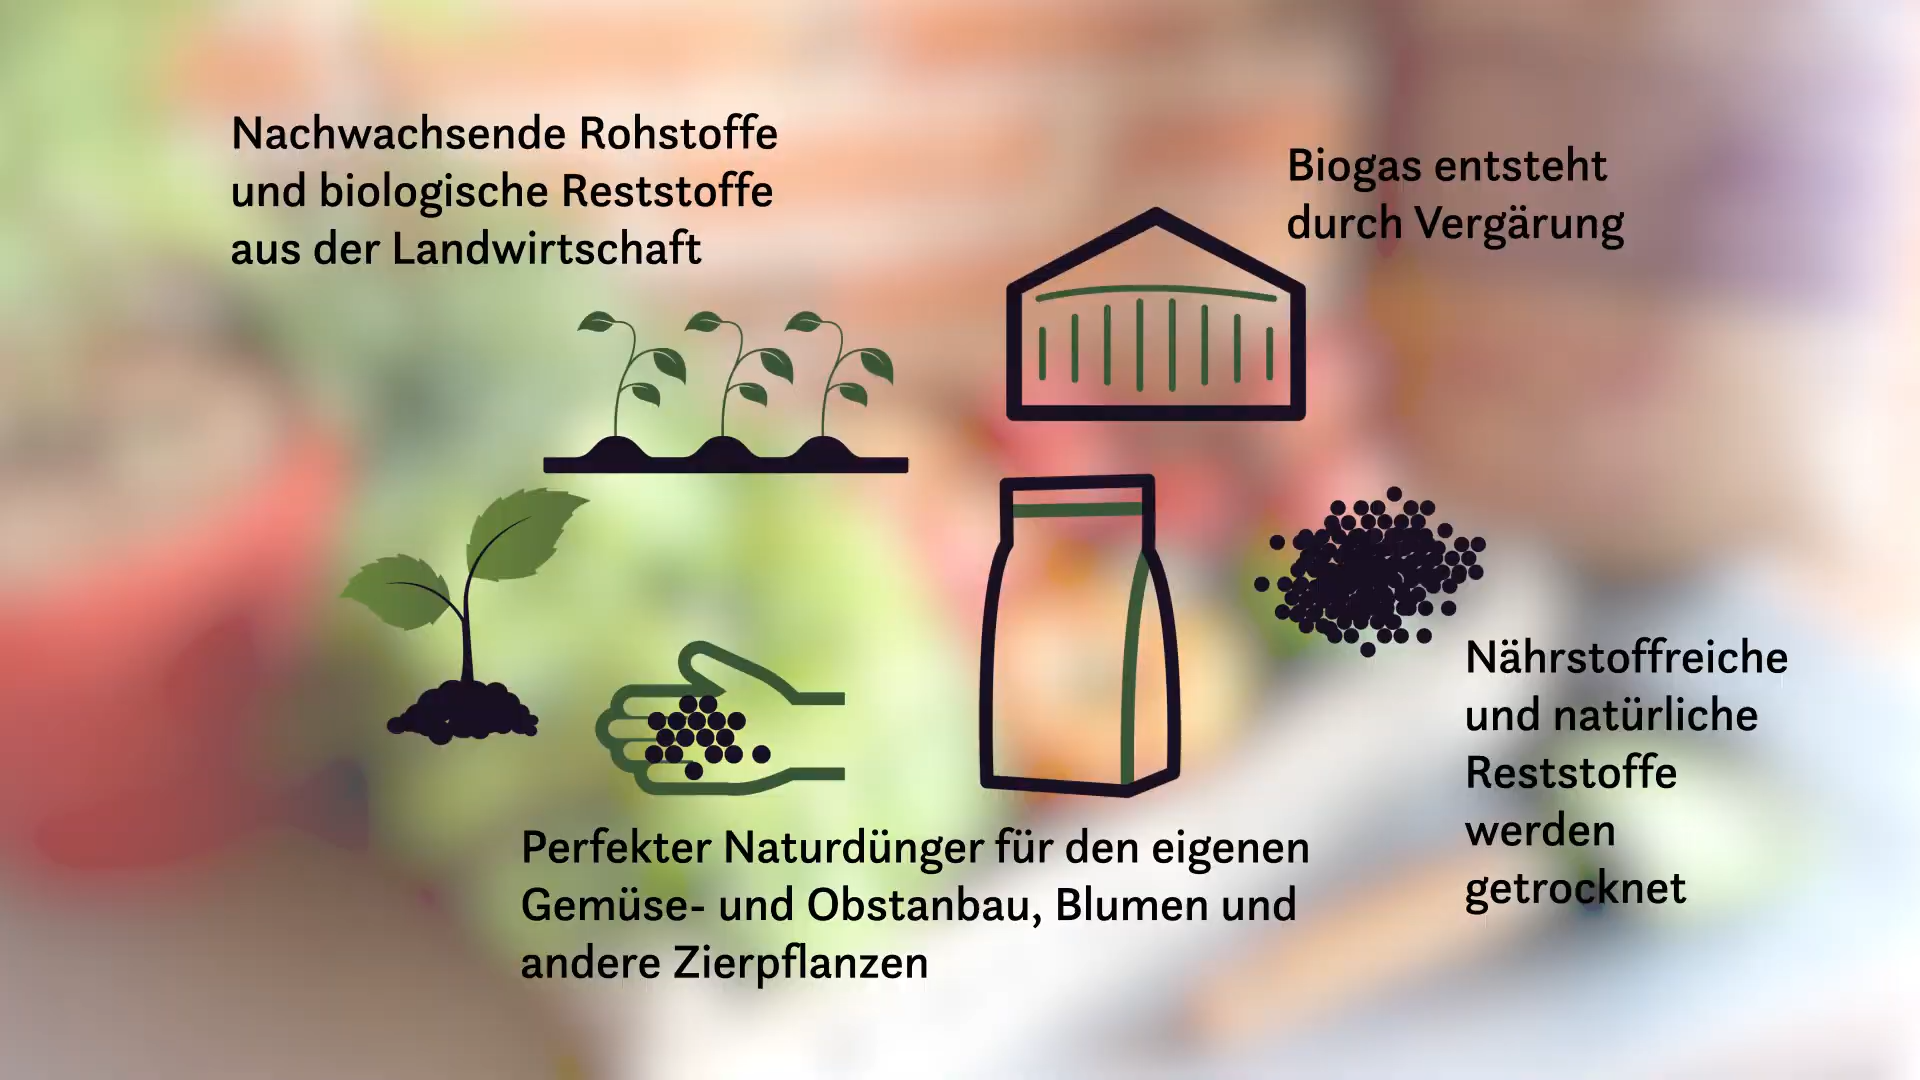 Nachwachsende Rohstoffe
und biologische Reststoffe
aus der Landwirtschaft
Biogas entsteht
durch Vergärung
Nährstoffreiche
und natürliche
Reststoffe
werden
getrocknet
Perfekter Naturdünger für den eigenen
Gemüse- und Obstanbau, Blumen und
andere Zierpflanzen